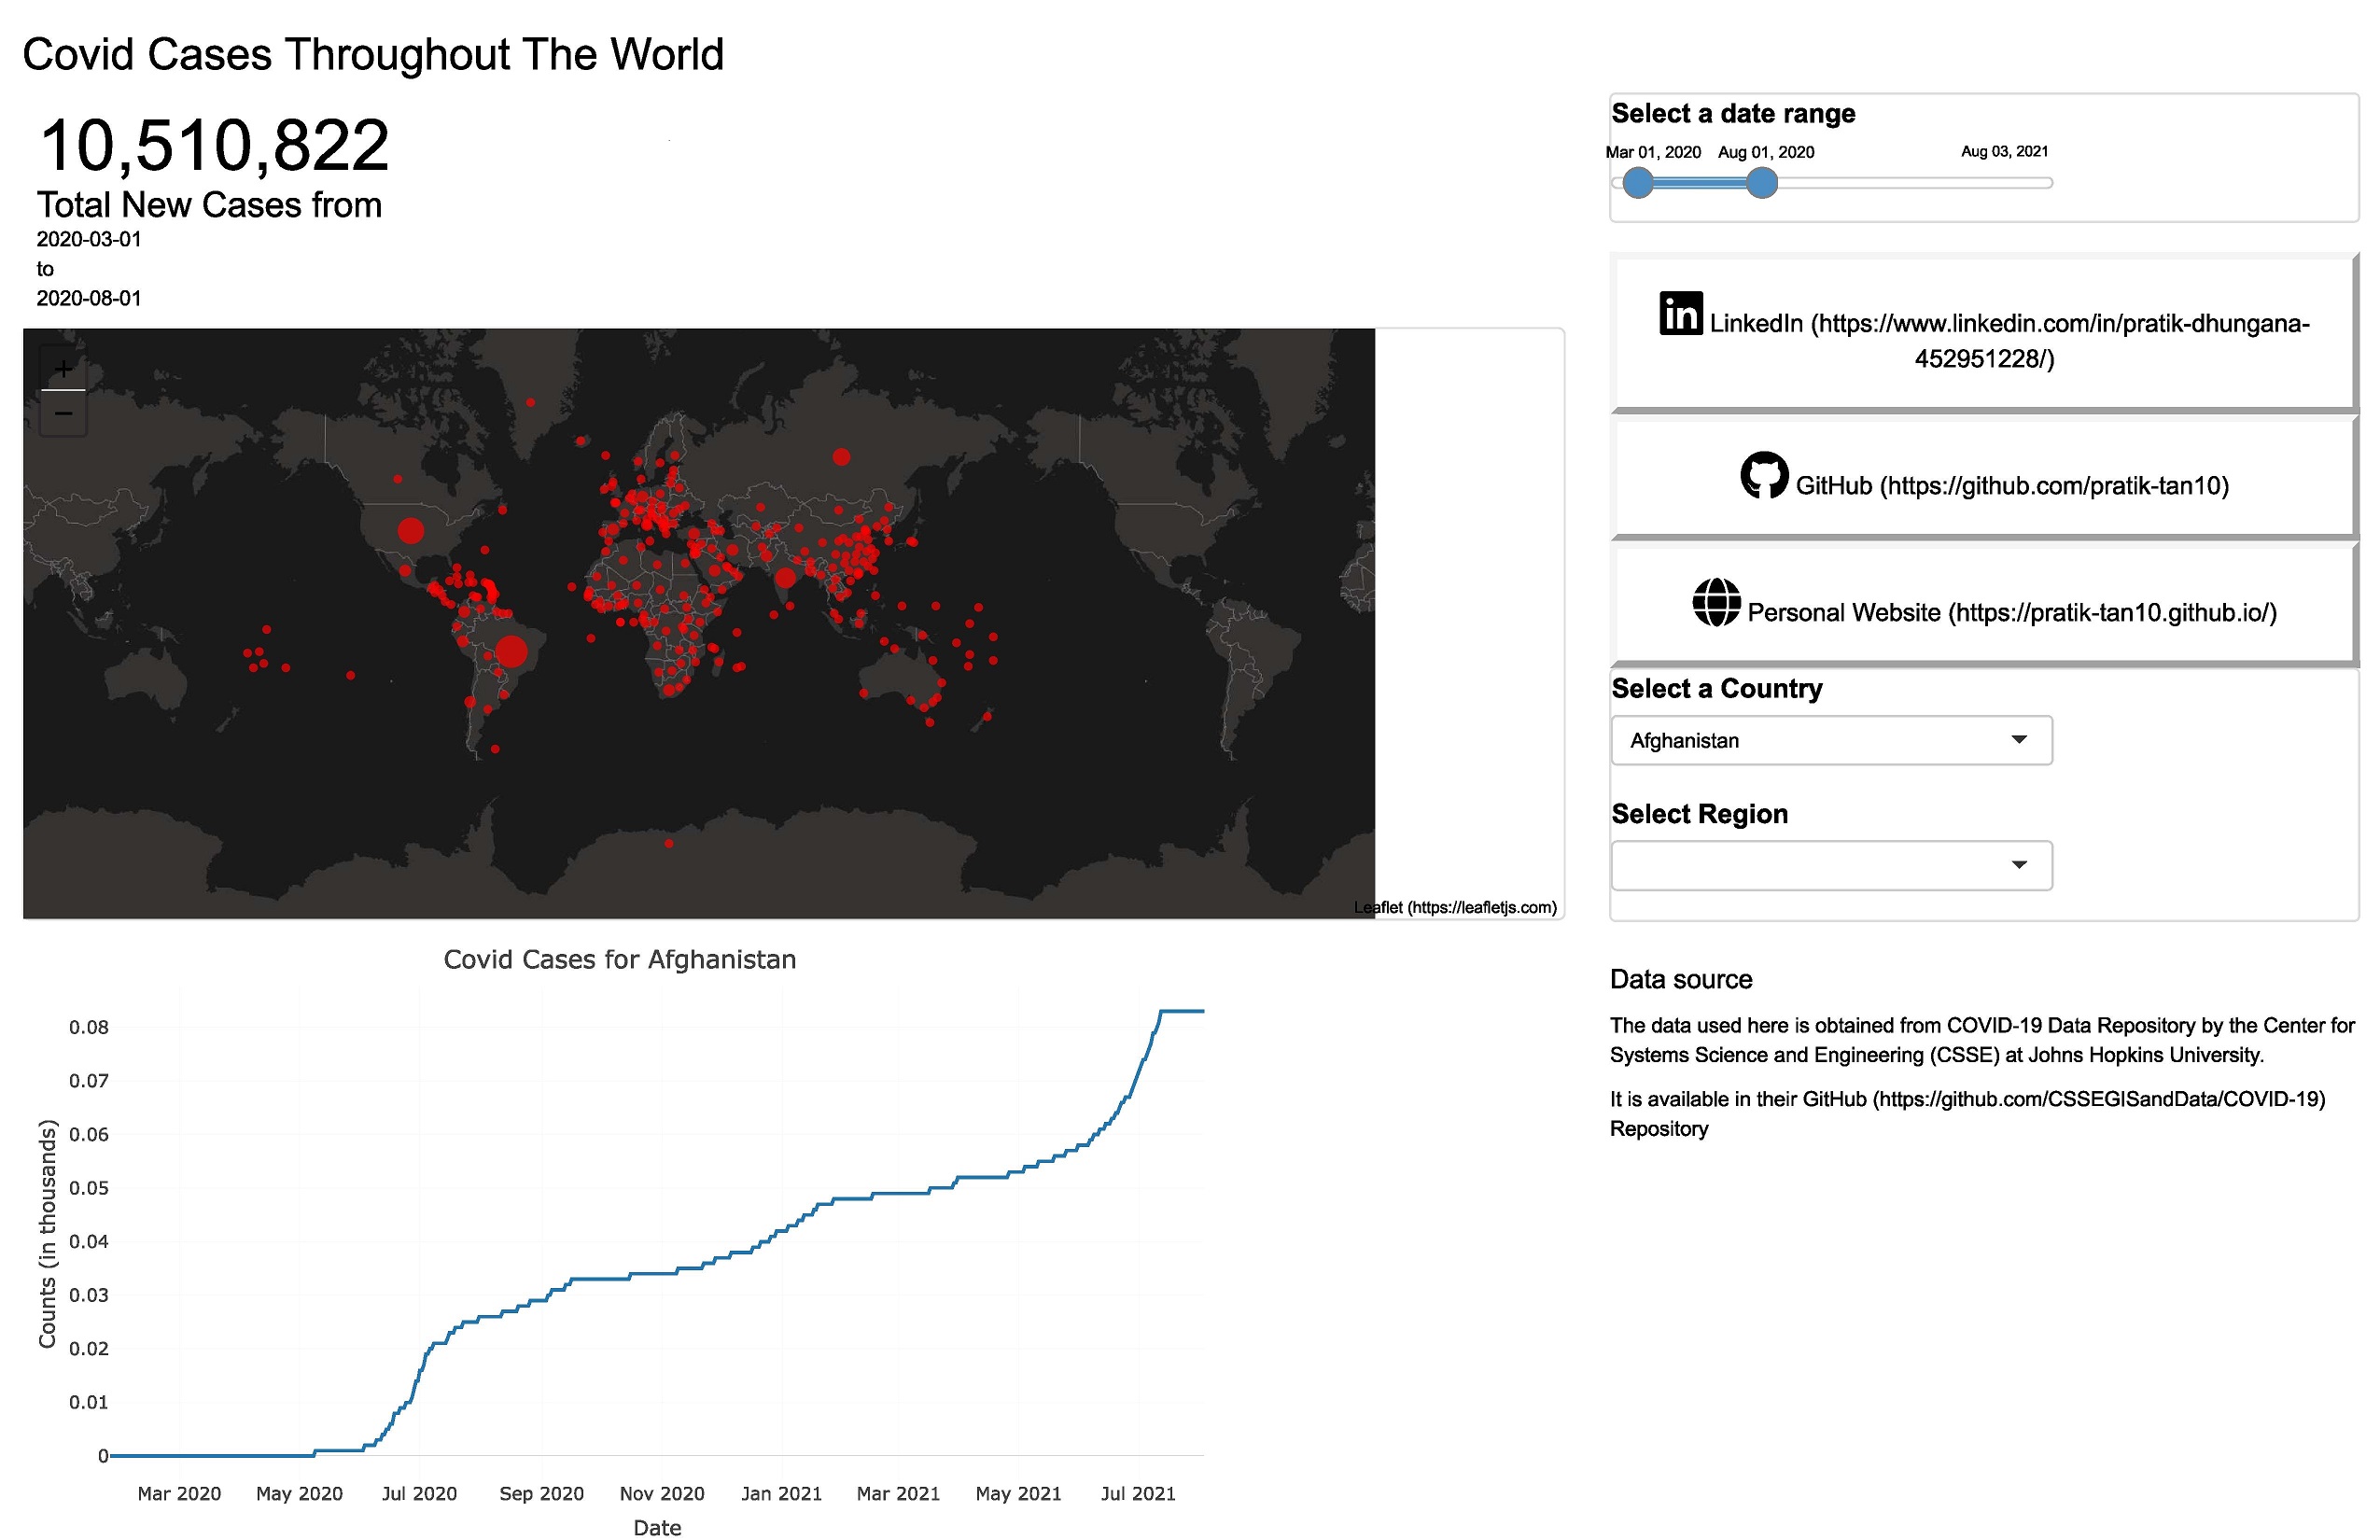 Covid Cases Throughout The World
10,510,822
Total New Cases from
2020-03-01
to
2020-08-01
Select a date range
Mar 01, 2020 Aug 01, 2020 Aug 03, 2021
LinkedIn (https://www.linkedin.com/in/pratik-dhungana-
452951228/)
GitHub (https://github.com/pratik-tan10)
Personal Website (https://pratik-tan10.github.io/)
Select a Country
Afghanistan
Select Region
+
−
Leaflet (https://leafletjs.com)
Covid Cases for Afghanistan
Counts (in thousands)
0.08
0.07
0.06
0.05
0.04
0.03
0.02
0.01
0
Mar 2020 May 2020 Jul 2020 Sep 2020 Nov 2020 Jan 2021 Mar 2021 May 2021 Jul 2021
Date
Data source
The data used here is obtained from COVID-19 Data Repository by the Center for
Systems Science and Engineering (CSSE) at Johns Hopkins University.
It is available in their GitHub (https://github.com/CSSEGISandData/COVID-19)
Repository